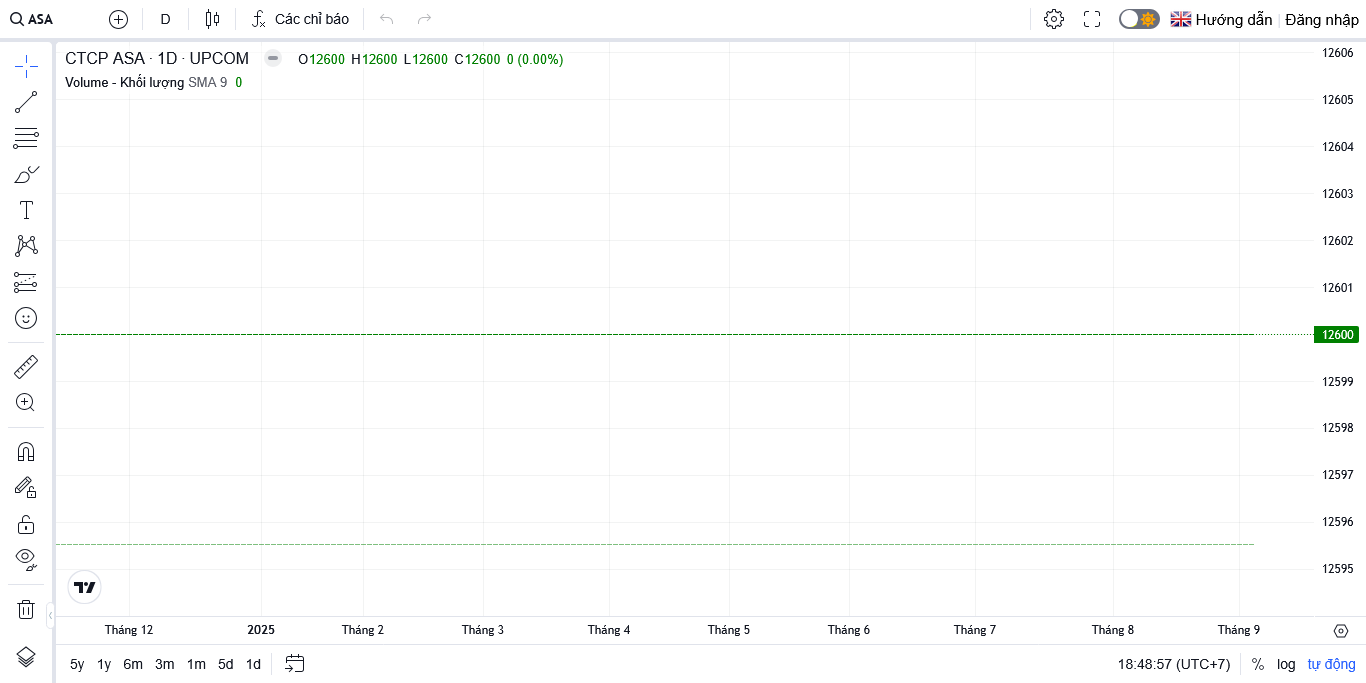 ASA D Các chỉ báo Hướng dẫn Đăng nhập
CTCP ASA · 1D · UPCOM O12600 H12600 L12600 C12600 0 (0.00%)
Volume - Khối lượng SMA 9 0
12606
12605
12604
12603
12602
12601
12600
12599
12598
12597
12596
12595
Tháng 12 2025 Tháng 2 Tháng 3 Tháng 4 Tháng 5 Tháng 6 Tháng 7 Tháng 8 Tháng 9
5y 1y 6m 3m 1m 5d 1d 18:48:57 (UTC+7) % log tự động